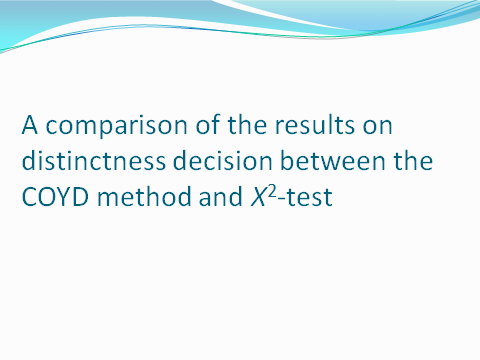 A comparison of the results on
distinctness decision between the
COYD method and X²-test